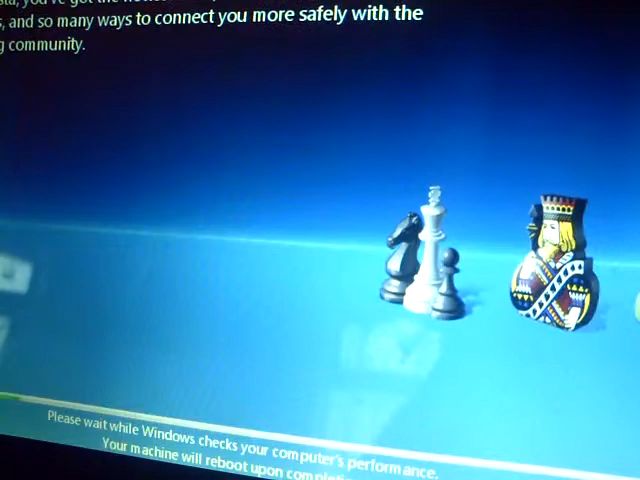 you've got the
and so many ways to connect you more safely with the
community.
Please wait while Windows checks your computer's performance.
Your machine will reboot upon